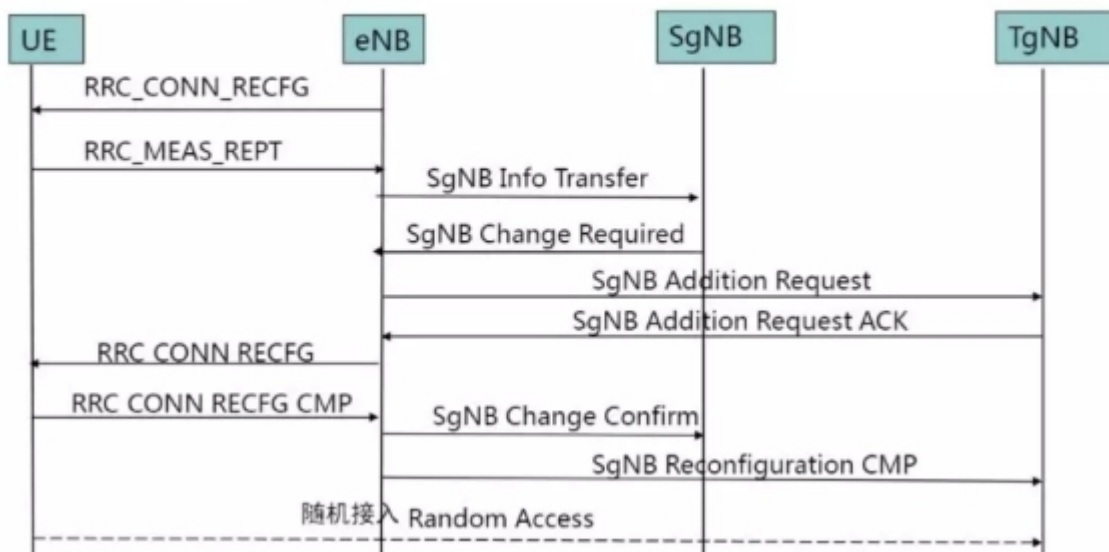 UE
eNB
SgNB
TgNB
RRC_CONN_RECFG
RRC_MEAS_REPT
SgNB Info Transfer
SgNB Change Required
SgNB Addition Request
SgNB Addition Request ACK
RRC CONN RECFG
RRC CONN RECFG CMP
SgNB Change Confirm
SgNB Reconfiguration CMP
随机接入 Random Access